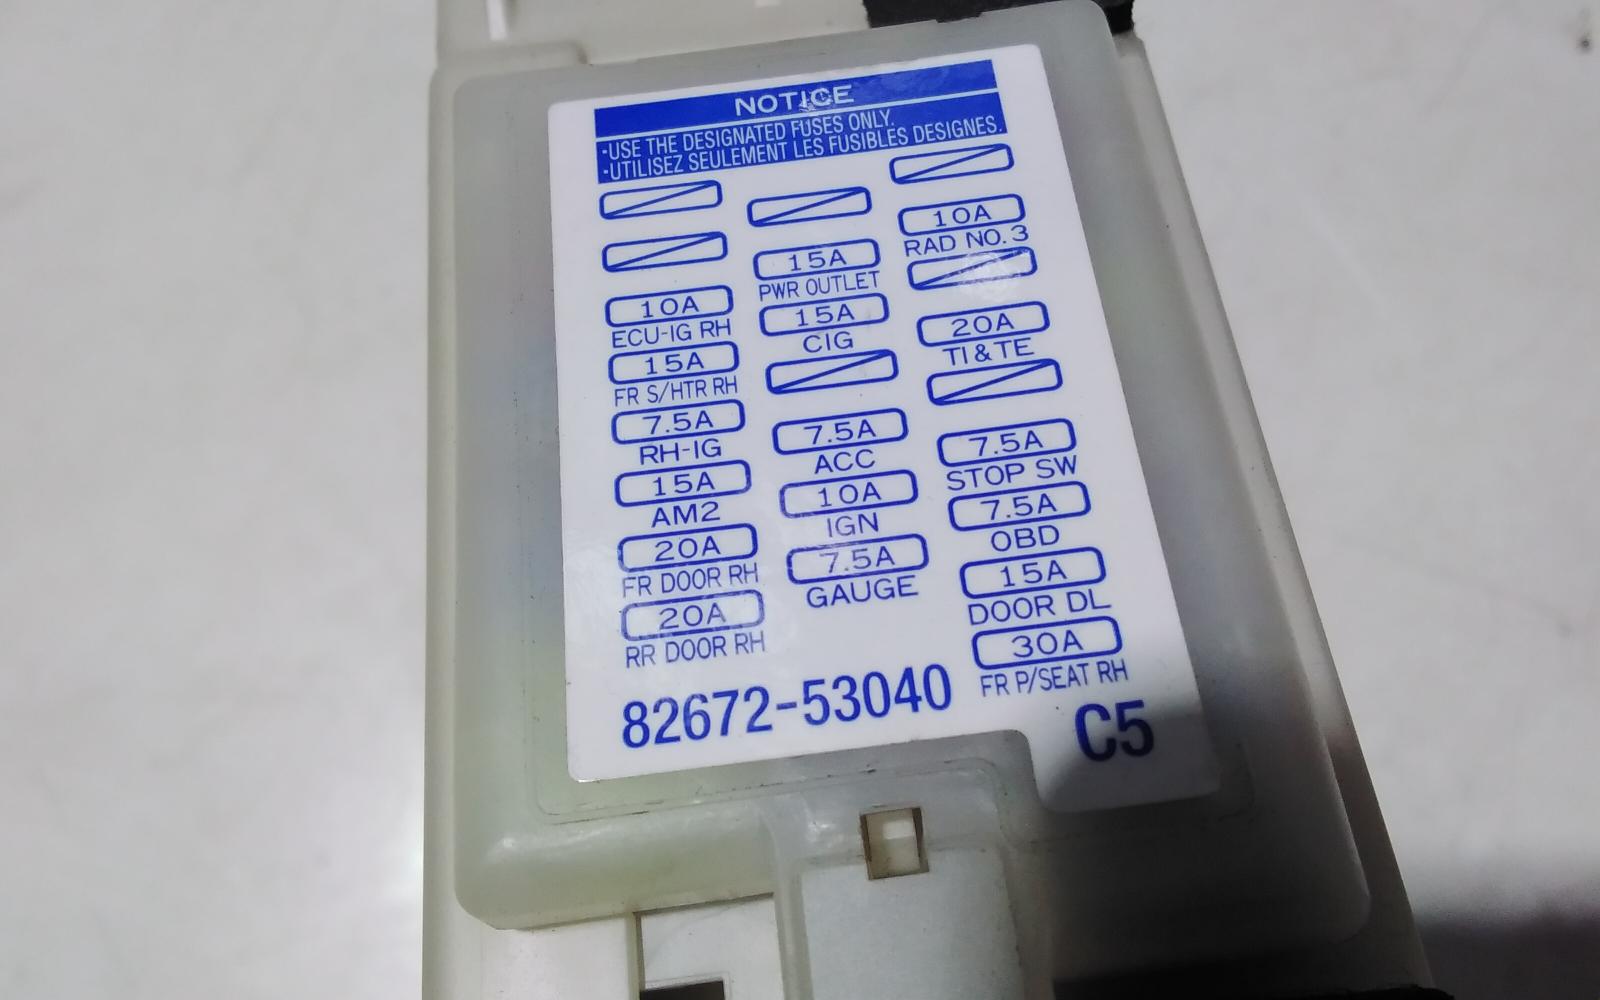 NOTICE
·USE THE DESIGNATED FUSES ONLY.
·UTILISEZ SEULEMENT LES FUSIBLES DESIGNES.
10A
ECU-IG RH
15A
FR S/HTR RH
7.5A
RH-IG
15A
AM2
20A
FR DOOR RH
20A
RR DOOR RH
15A
PWR OUTLET
15A
CIG
7.5A
ACC
10A
IGN
7.5A
GAUGE
10A
RAD NO.3
20A
TI&TE
7.5A
STOP SW
7.5A
OBD
15A
DOOR DL
30A
FR P/SEAT RH
82672-53040
C5